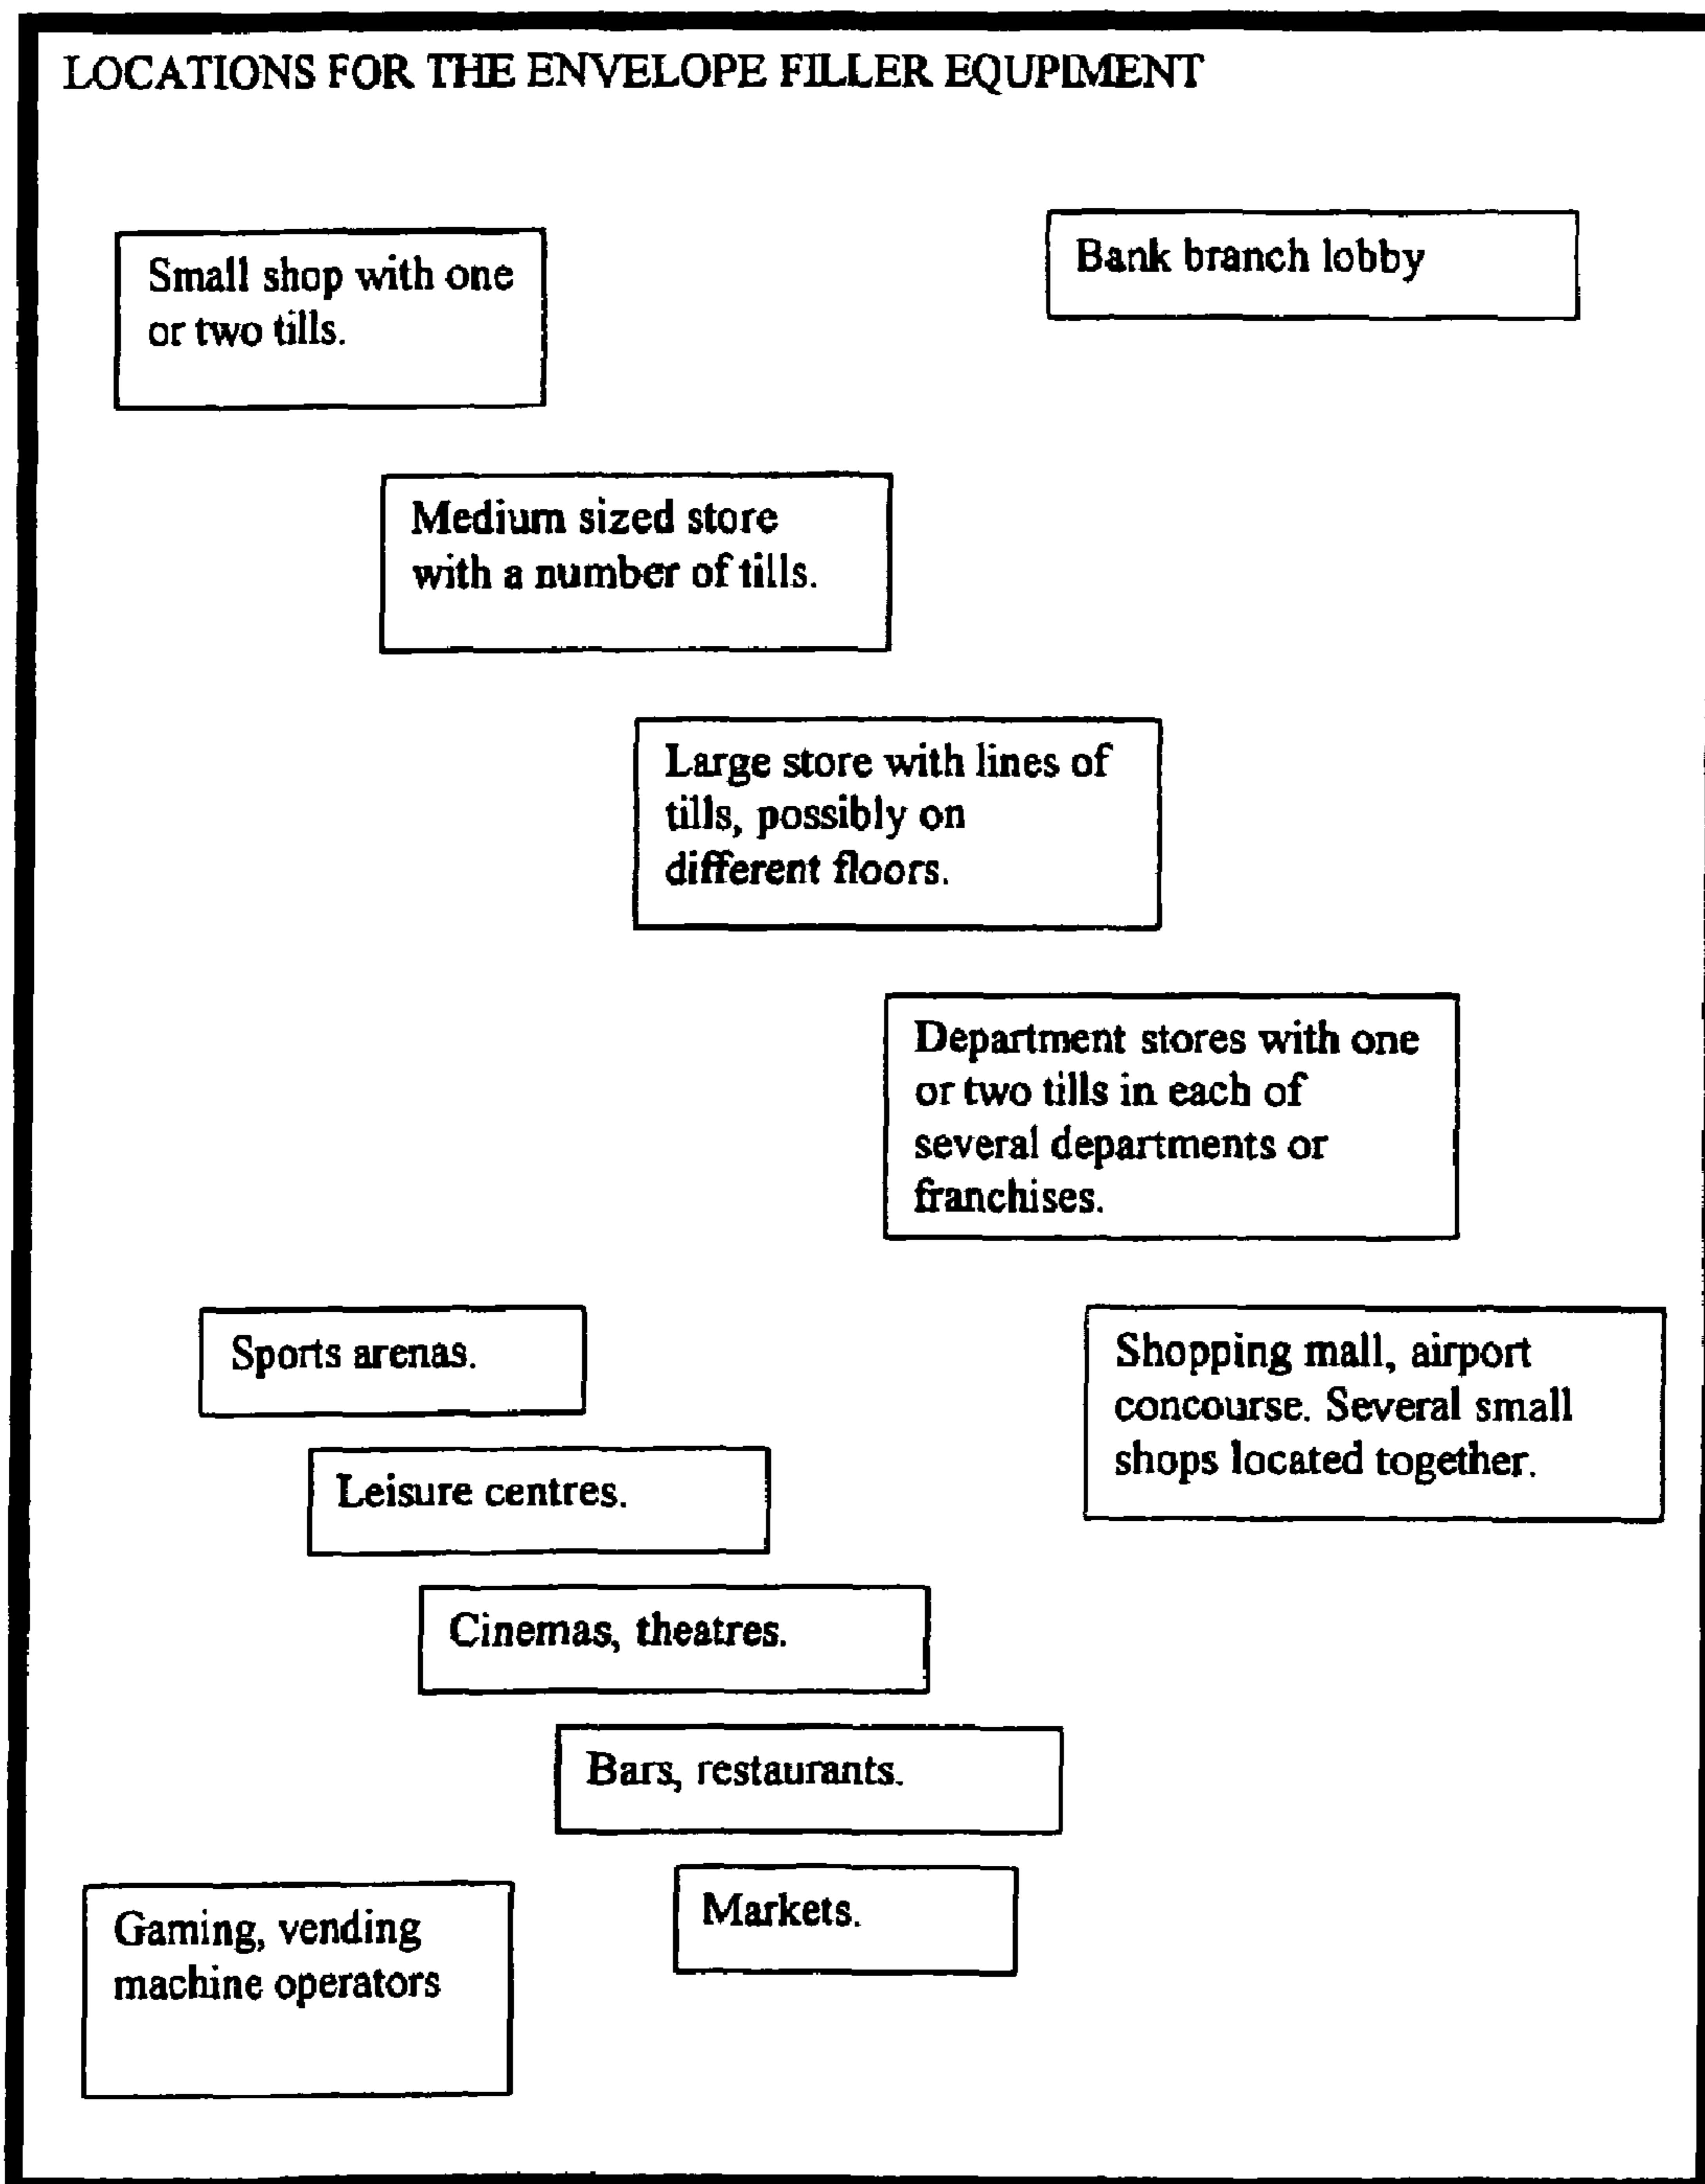 LOCATIONS FOR THE ENVELOPE FILLER EQUPIMENT
Small shop with one
or two tills.
Bank branch lobby
Medium sized store
with a number of tills.
Large store with lines of
tills, possibly on
different floors.
Department stores with one
or two tills in each of
several departments or
franchises.
Sports arenas.
Shopping mall, airport
concourse. Several small
shops located together.
Leisure centres.
Cinemas, theatres.
Bars, restaurants.
Markets.
Gaming, vending
machine operators